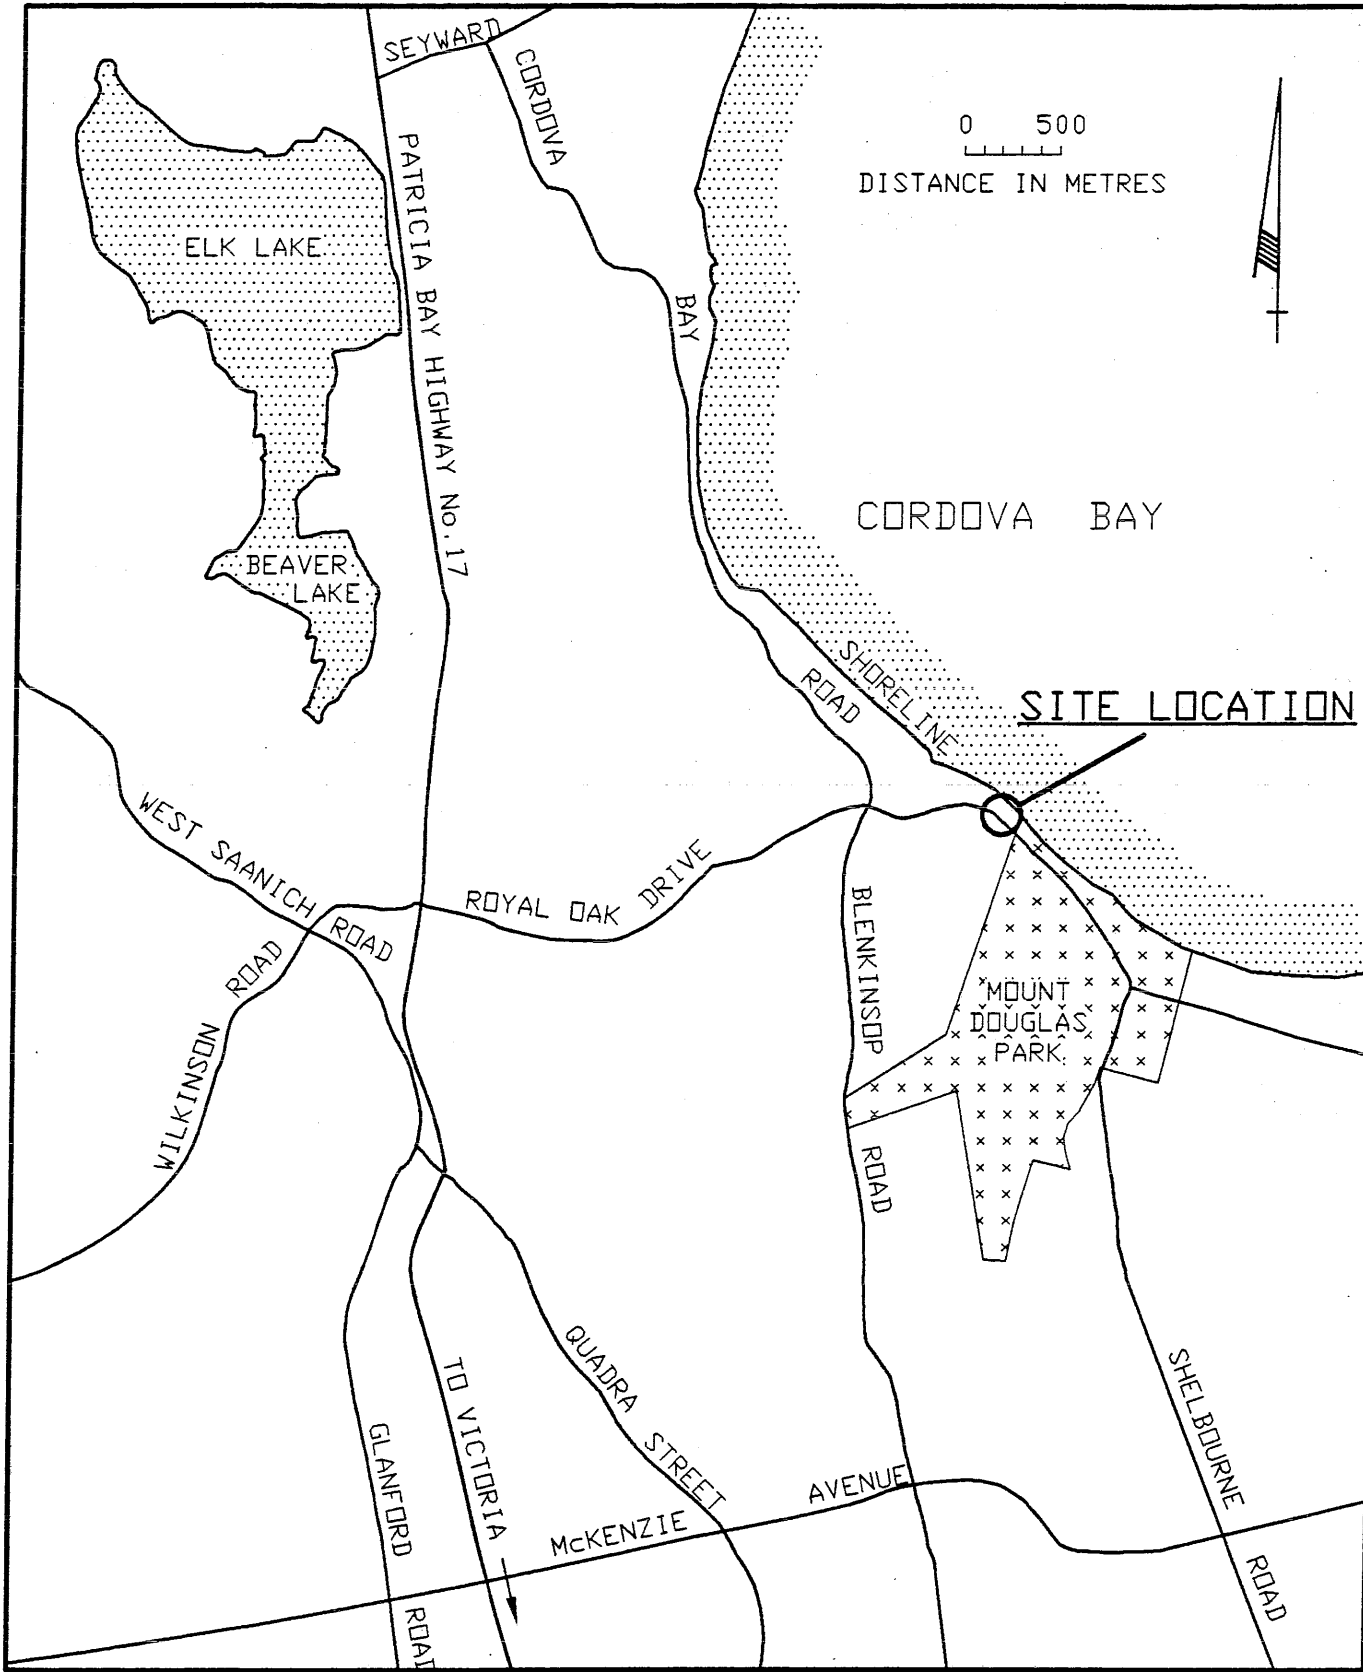 SEYWARD
CORDOVA
BAY
ROAD
PATRICIA BAY HIGHWAY No. 17
0 500
DISTANCE IN METRES
ELK LAKE
CORDOVA BAY
BEAVER
LAKE
SHORELINE
SITE LOCATION
WEST SAANICH
ROAD
ROYAL OAK DRIVE
WILKINSON
ROAD
BLENKINSOP
ROAD
MOUNT
DOUGLAS
PARK
QUADRA
STREET
TO VICTORIA
GLANFORD
ROAD
McKENZIE
AVENUE
SHELBOURNE
ROAD